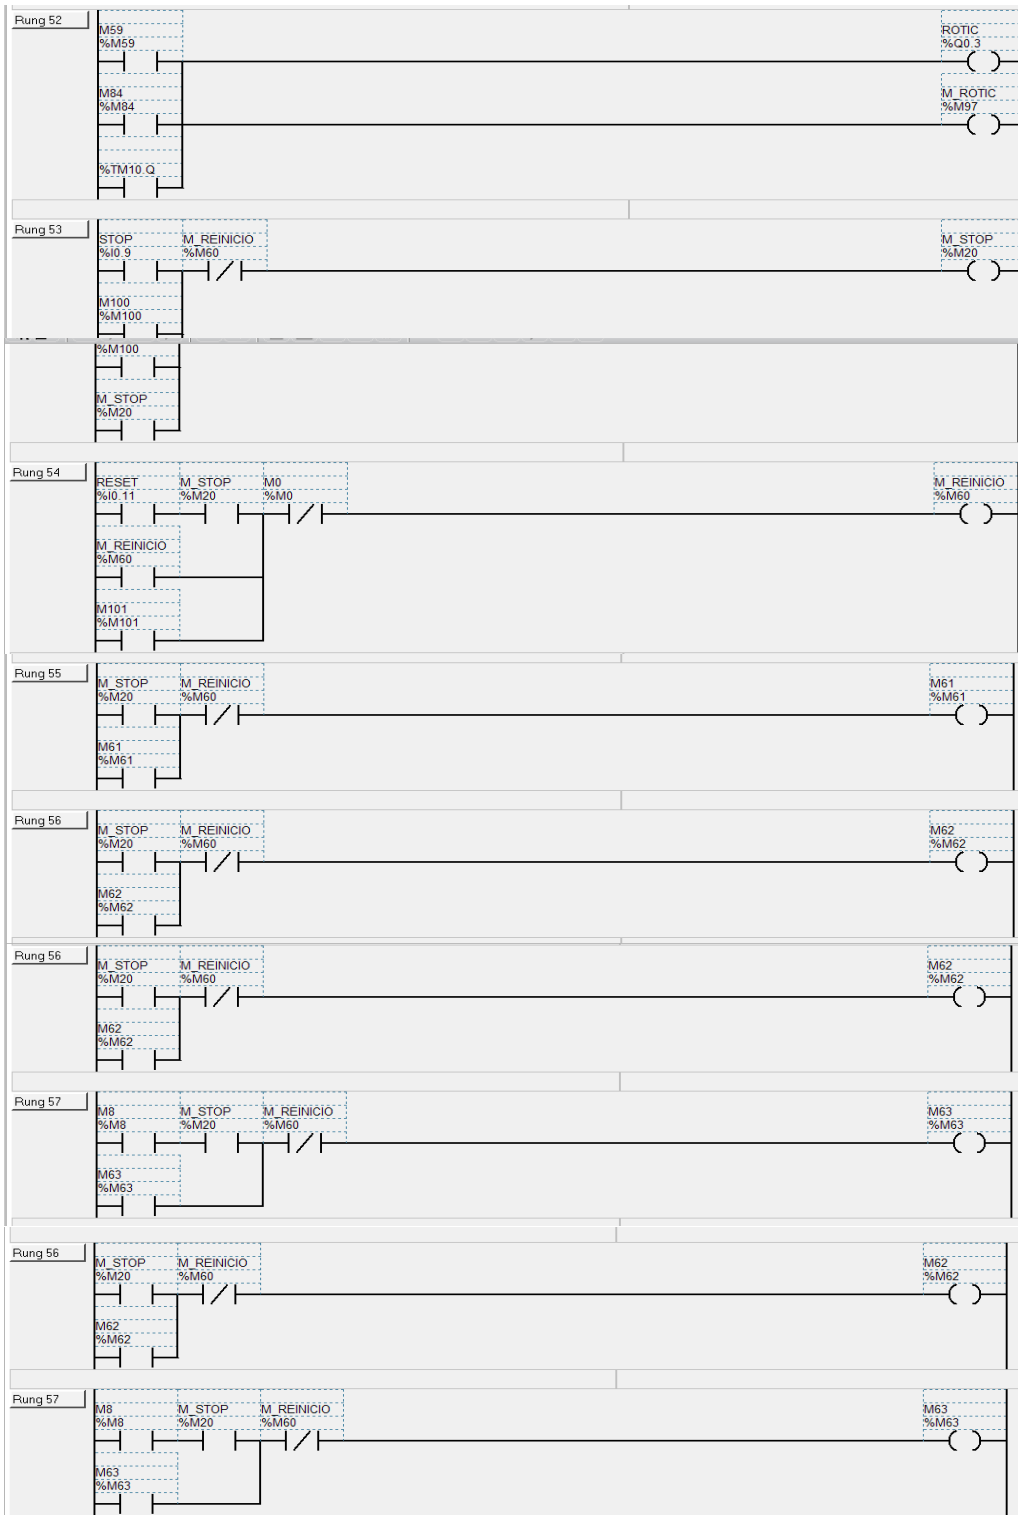 Rung 52
M59
%M59
ROTIC
%Q0.3
M84
%M84
M_ROTIC
%M97
%TM10.Q
Rung 53
STOP
%I0.9
M_REINICIO
%M60
M_STOP
%M20
M100
%M100
%M100
M_STOP
%M20
Rung 54
RESET
%I0.11
M_STOP
%M20
M0
%M0
M_REINICIO
%M60
M_REINICIO
%M60
M101
%M101
Rung 55
M_STOP
%M20
M_REINICIO
%M60
M61
%M61
M61
%M61
Rung 56
M_STOP
%M20
M_REINICIO
%M60
M62
%M62
M62
%M62
Rung 56
M_STOP
%M20
M_REINICIO
%M60
M62
%M62
M62
%M62
Rung 57
M8
%M8
M_STOP
%M20
M_REINICIO
%M60
M63
%M63
M63
%M63
Rung 56
M_STOP
%M20
M_REINICIO
%M60
M62
%M62
M62
%M62
Rung 57
M8
%M8
M_STOP
%M20
M_REINICIO
%M60
M63
%M63
M63
%M63